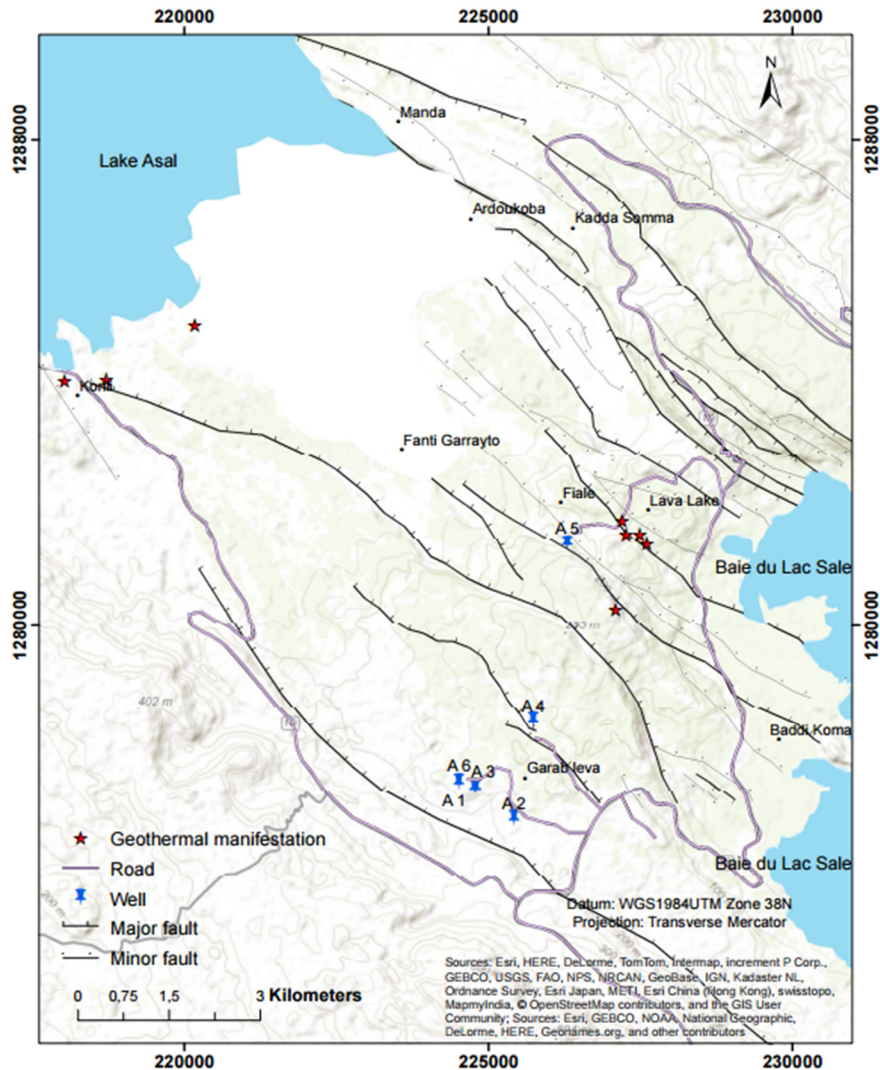 220000
225000
230000
N
Manda
1288000
1288000
Lake Asal
Ardoukoba
Kadda Somma
Fanti Garrayto
Fiale
Lava Lake
A 5
Baie du Lac Sale
1280000
1280000
402 m
A 4
Baddi Koma
A 6
A 3
A 1
A 2
Baie du Lac Sale
Geothermal manifestation
Road
Well
Major fault
Minor fault
Datum: WGS1984UTM Zone 38N
Projection: Transverse Mercator
0 0,75 1,5 3 Kilometers
Sources: Esri, HERE, DeLorme, TomTom, Intermap, increment P Corp.,
GEBCO, USGS, FAO, NPS, NRCAN, GeoBase, IGN, Kadaster NL,
Ordnance Survey, Esri Japan, METI, Esri China (Hong Kong), swisstopo,
MapmyIndia, © OpenStreetMap contributors, and the GIS User
Community; Sources: Esri, GEBCO, NOAA, National Geographic,
DeLorme, HERE, Geonames.org, and other contributors
220000
225000
230000